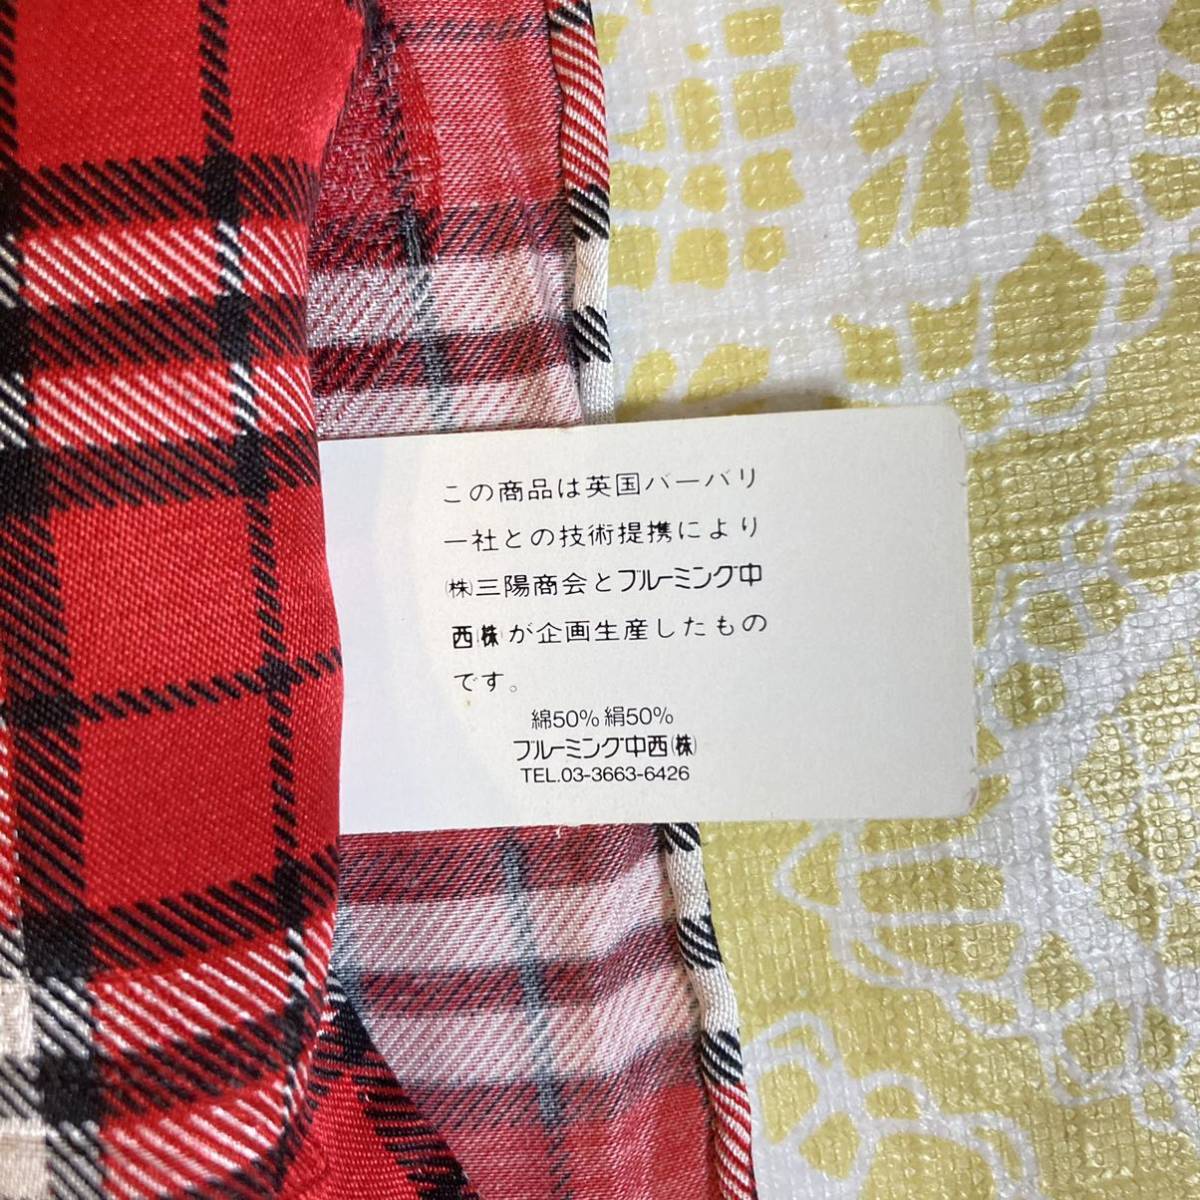 この商品は英国バーバリ
ー社との技術提携により
㈱三陽商会とブルーミング中
西㈱が企画生産したもの
です。
綿50% 絹50%
ブルーミング中西㈱
TEL.03-3663-6426